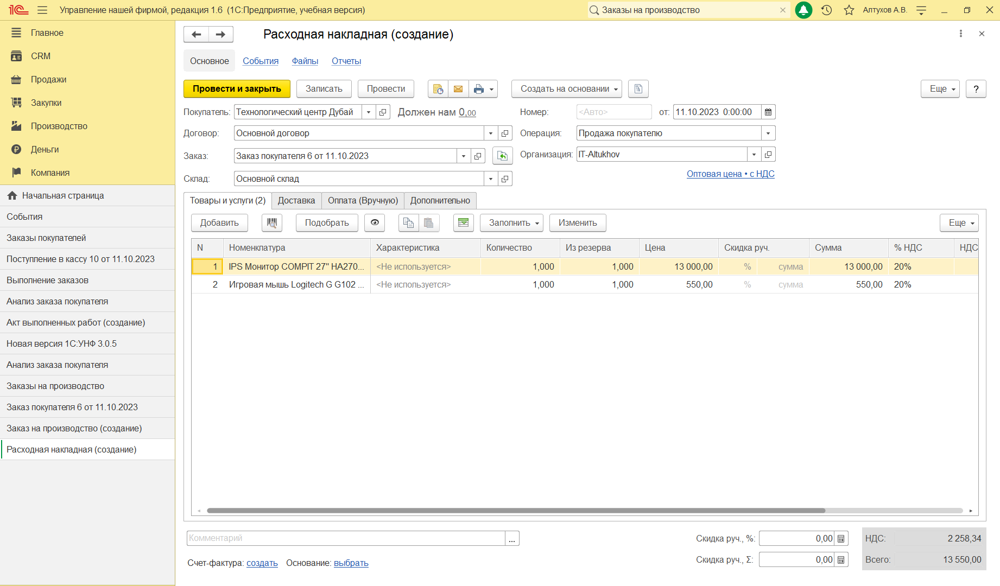 1С Управление нашей фирмой, редакция 1.6 (1С:Предприятие, учебная версия) Заказы на производство Алтухов А.В.
Главное
CRM
Продажи
Закупки
Производство
Деньги
Компания
Начальная страница
События
Заказы покупателей
Поступление в кассу 10 от 11.10.2023
Выполнение заказов
Анализ заказа покупателя
Акт выполненных работ (создание)
Новая версия 1С:УНФ 3.0.5
Анализ заказа покупателя
Заказы на производство
Заказ покупателя 6 от 11.10.2023
Заказ на производство (создание)
Расходная накладная (создание)
Расходная накладная (создание)
Основное События Файлы Отчеты
Провести и закрыть Записать Провести Создать на основании Еще ?
Покупатель: Технологический центр Дубай Должен нам 0,00 Номер: <Авто> от: 11.10.2023 0:00:00
Договор: Основной договор Операция: Продажа покупателю
Заказ: Заказ покупателя 6 от 11.10.2023 Организация: IT-Altukhov
Склад: Основной склад Оптовая цена • с НДС
Товары и услуги (2) Доставка Оплата (Вручную) Дополнительно
Добавить Подобрать Заполнить Изменить Еще
N Номенклатура Характеристика Количество Из резерва Цена Скидка руч. Сумма % НДС НДС
1 IPS Монитор COMPIT 27" HA270... <Не используется> 1,000 1,000 13 000,00 % сумма 13 000,00 20%
2 Игровая мышь Logitech G G102 ... <Не используется> 1,000 1,000 550,00 % сумма 550,00 20%
Комментарий ... Скидка руч., %: 0,00 НДС: 2 258,34
Счет-фактура: создать Основание: выбрать Скидка руч., Σ: 0,00 Всего: 13 550,00